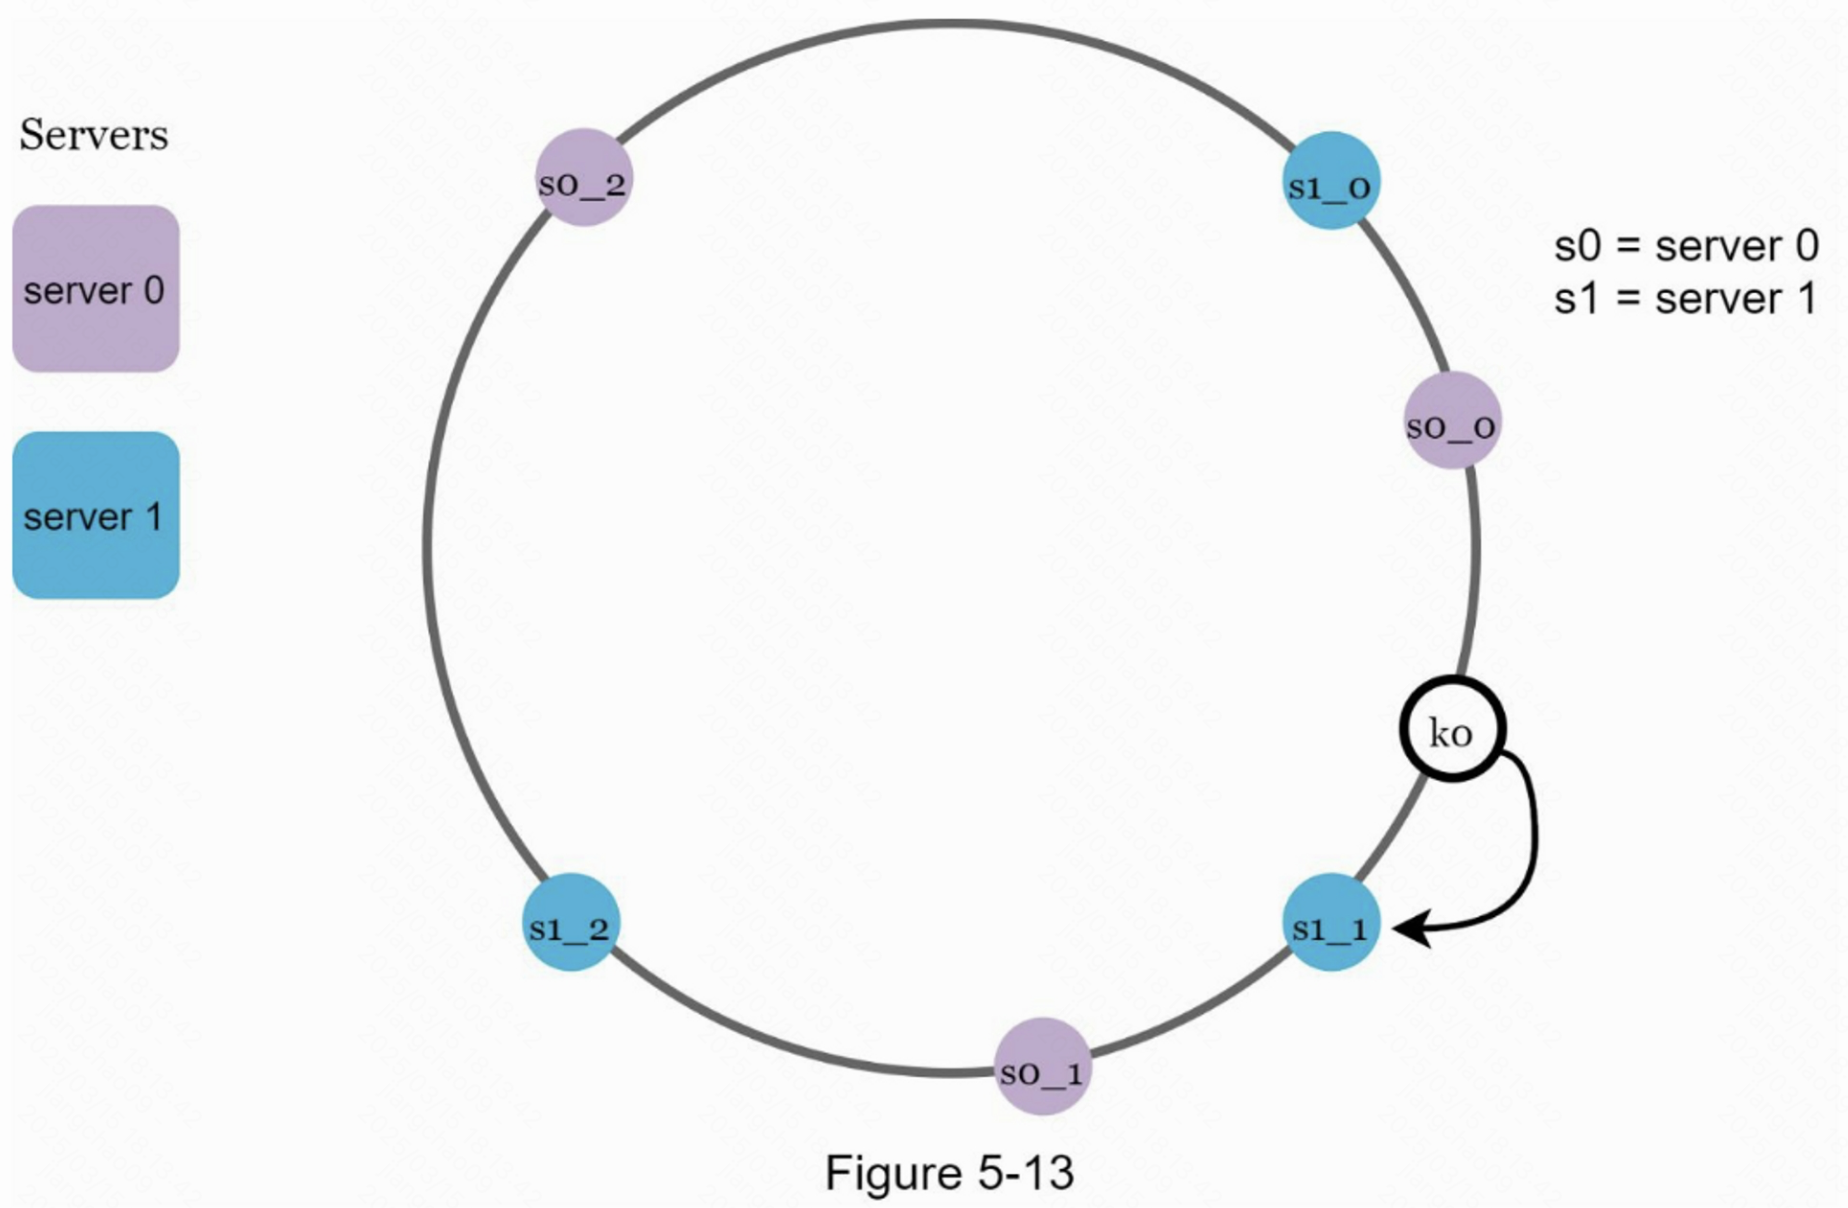 Servers
server 0
server 1
s0_2
s1_0
s0_0
s0 = server 0
s1 = server 1
k0
s1_1
s0_1
s1_2
Figure 5-13